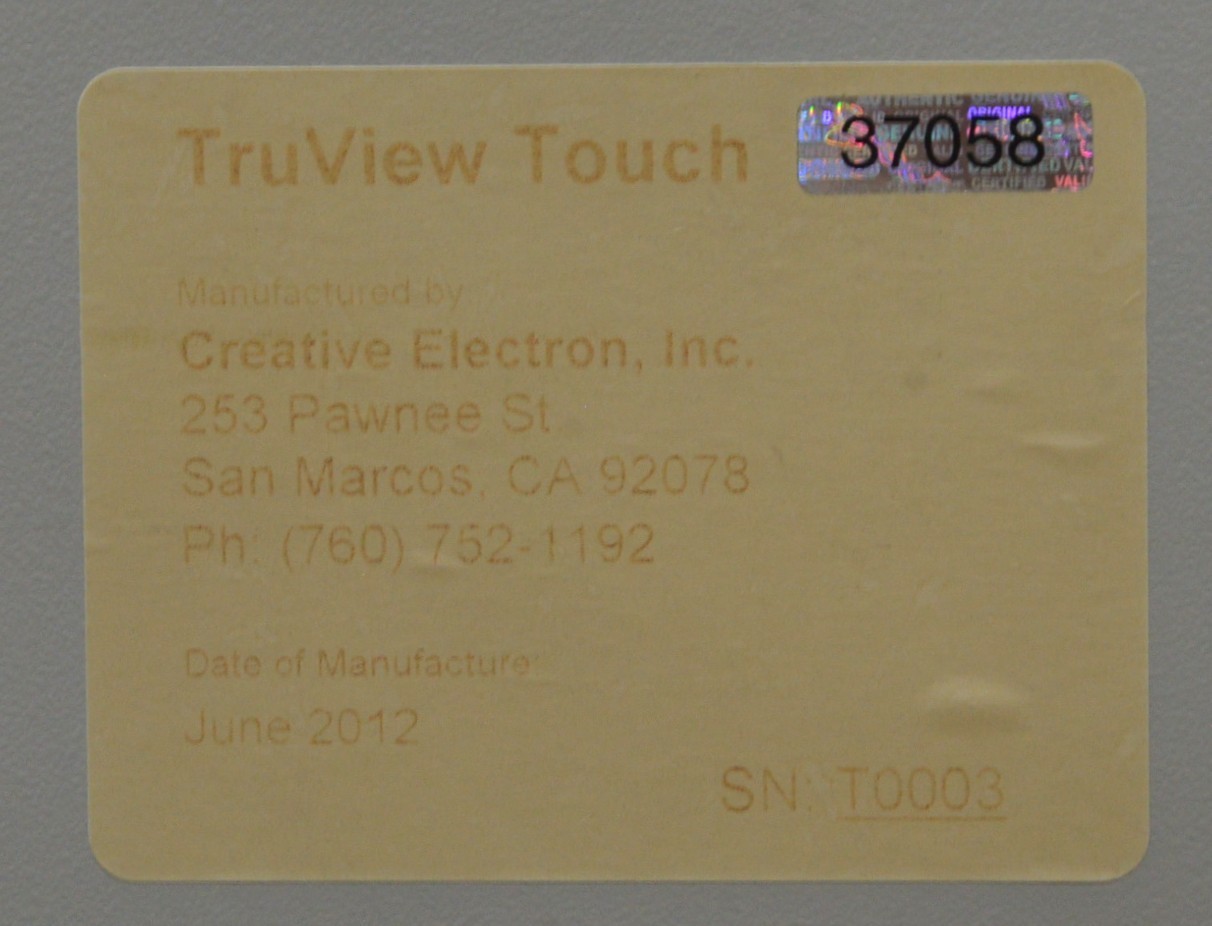 TruView Touch
37058
Manufactured by
Creative Electron, Inc.
253 Pawnee St
San Marcos, CA 92078
Ph: (760) 752-1192
Date of Manufacture:
June 2012
SN: T0003